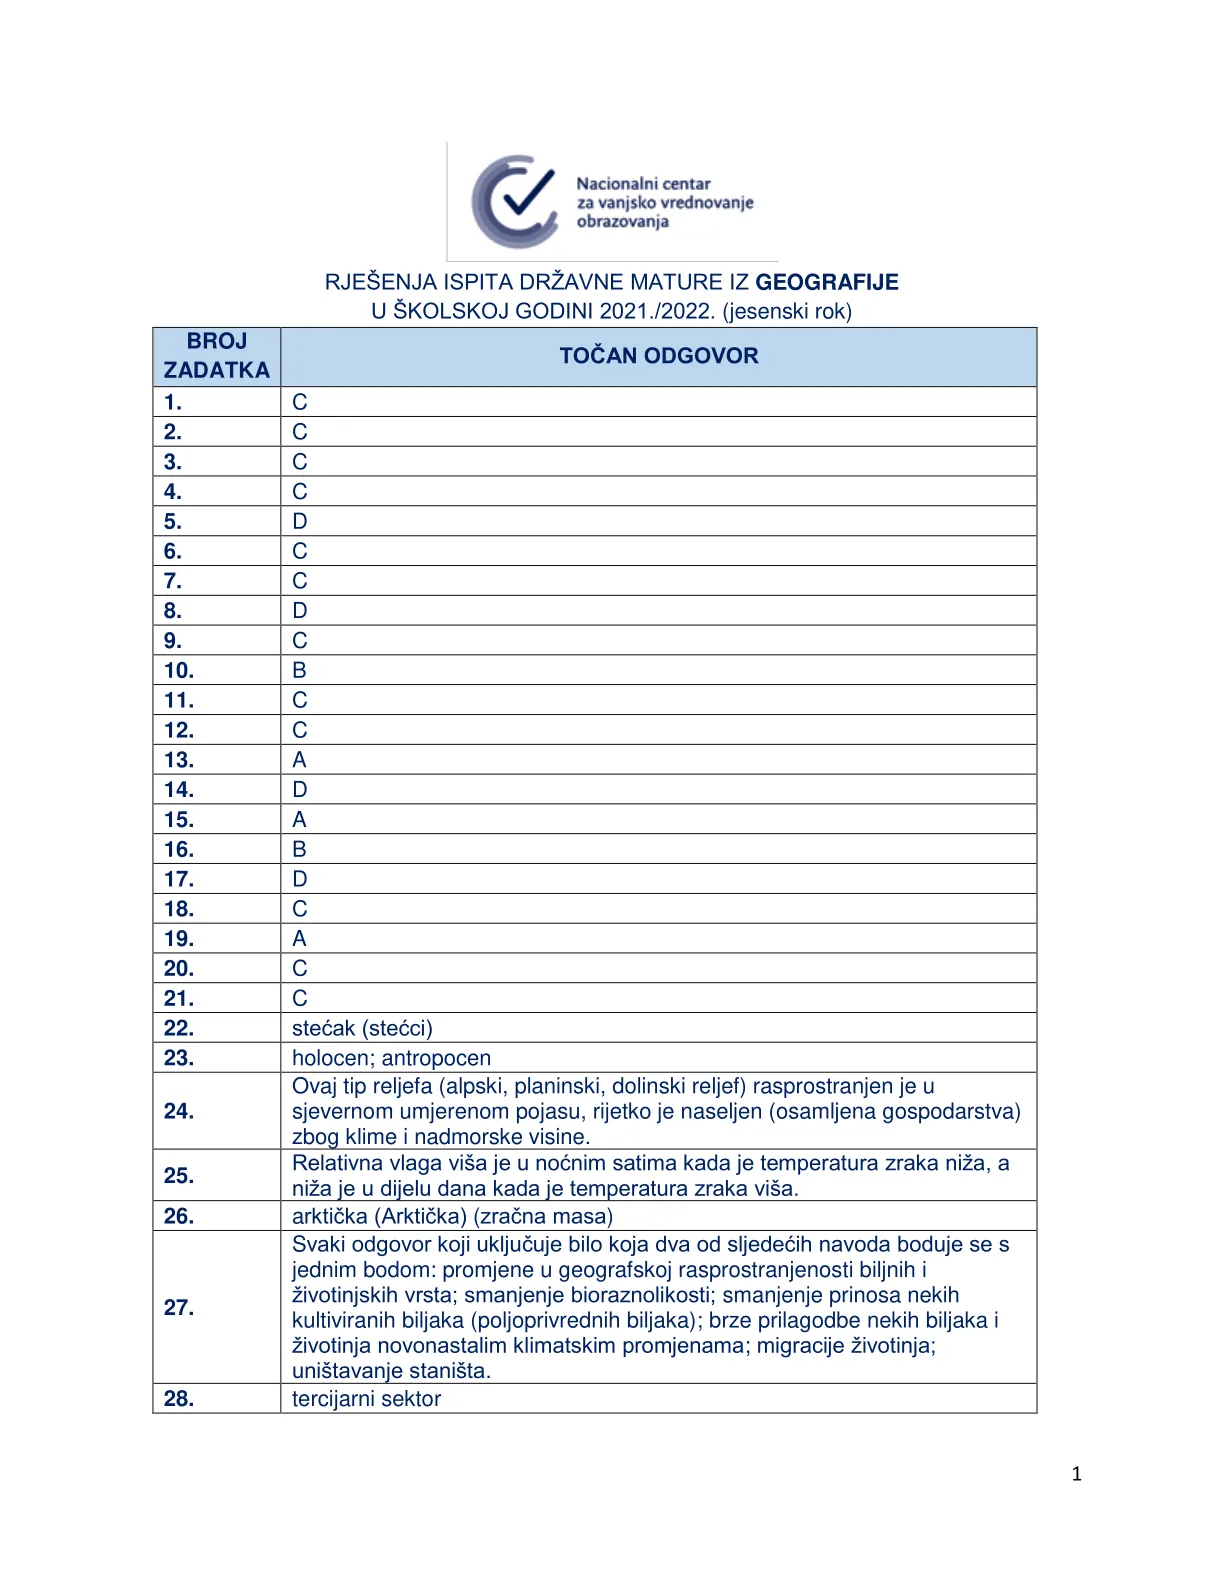 Nacionalni centar
za vanjsko vrednovanje
obrazovanja
RJEŠENJA ISPITA DRŽAVNE MATURE IZ GEOGRAFIJE
U ŠKOLSKOJ GODINI 2021./2022. (jesenski rok)
BROJ
ZADATKA
TOČAN ODGOVOR
1. C
2. C
3. C
4. C
5. D
6. C
7. C
8. D
9. C
10. B
11. C
12. C
13. A
14. D
15. A
16. B
17. D
18. C
19. A
20. C
21. C
22. stećak (stećci)
23. holocen; antropocen
24.
Ovaj tip reljefa (alpski, planinski, dolinski reljef) rasprostranjen je u
sjevernom umjerenom pojasu, rijetko je naseljen (osamljena gospodarstva)
zbog klime i nadmorske visine.
25.
Relativna vlaga viša je u noćnim satima kada je temperatura zraka niža, a
niža je u dijelu dana kada je temperatura zraka viša.
26. arktička (Arktička) (zračna masa)
27.
Svaki odgovor koji uključuje bilo koja dva od sljedećih navoda boduje se s
jednim bodom: promjene u geografskoj rasprostranjenosti biljnih i
životinjskih vrsta; smanjenje bioraznolikosti; smanjenje prinosa nekih
kultiviranih biljaka (poljoprivrednih biljaka); brze prilagodbe nekih biljaka i
životinja novonastalim klimatskim promjenama; migracije životinja;
uništavanje staništa.
28. tercijarni sektor
1